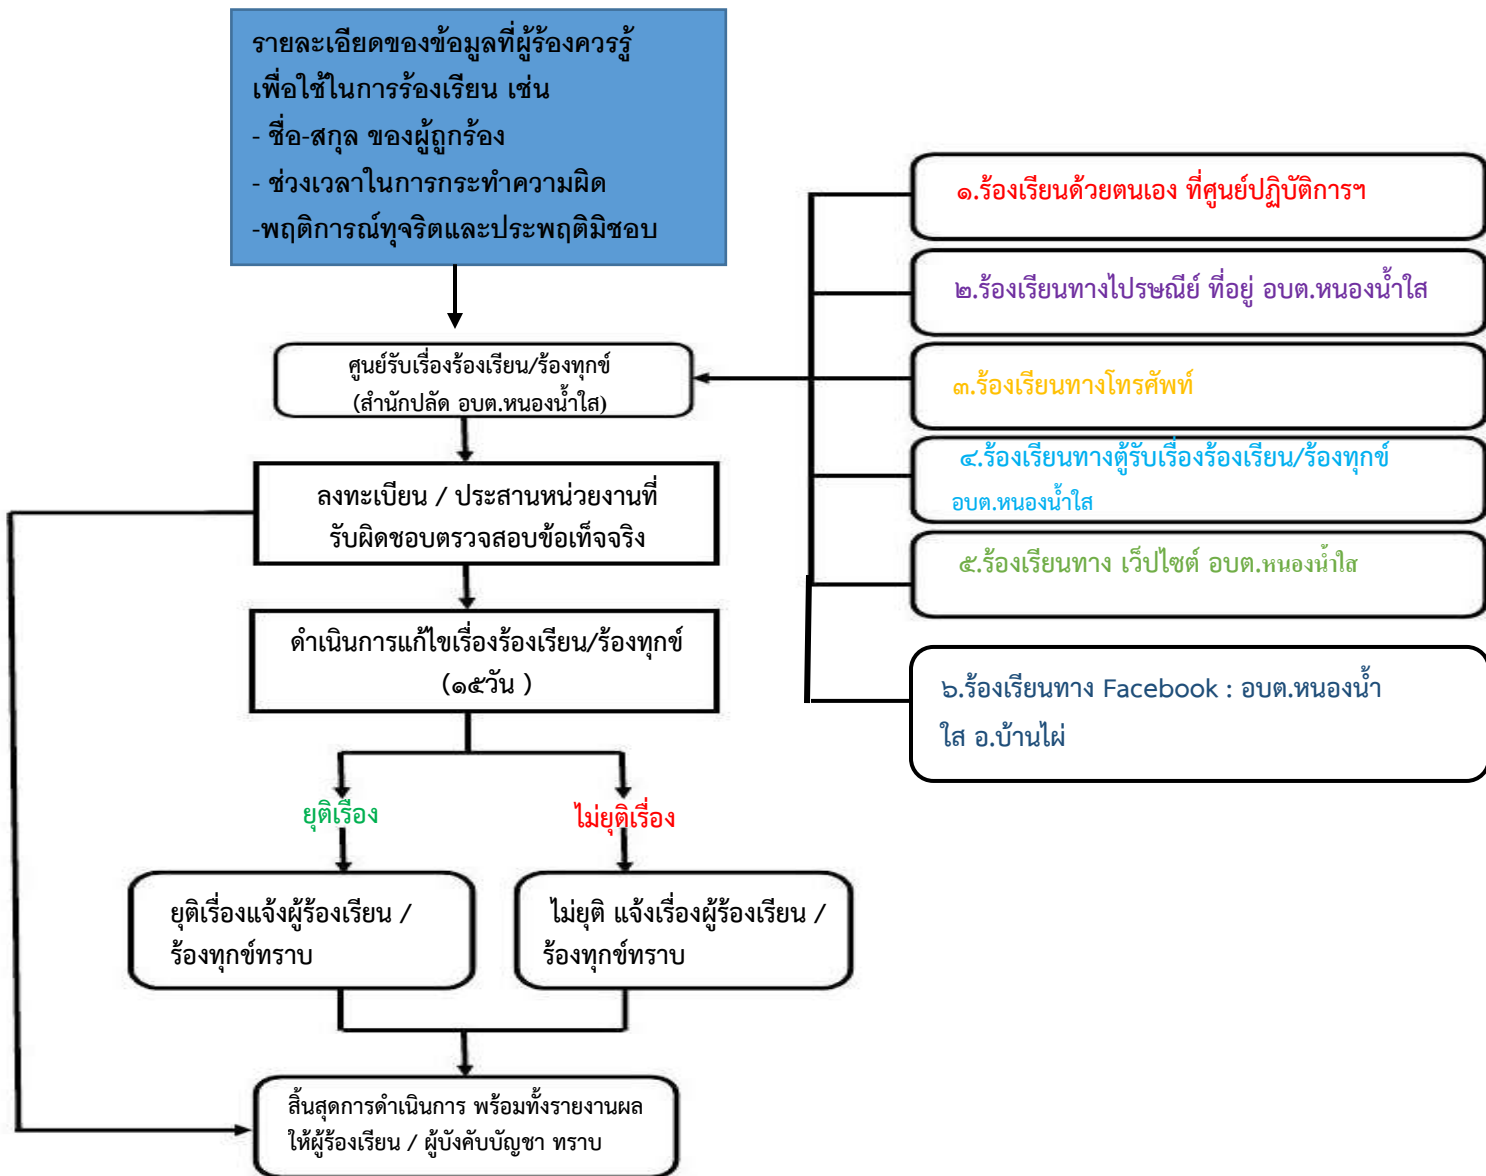 รายละเอียดของข้อมูลที่ผู้ร้องควรรู้
เพื่อใช้ในการร้องเรียน เช่น
- ชื่อ-สกุล ของผู้ถูกร้อง
- ช่วงเวลาในการกระทำความผิด
-พฤติการณ์ทุจริตและประพฤติมิชอบ
๑.ร้องเรียนด้วยตนเอง ที่ศูนย์ปฏิบัติการฯ
๒.ร้องเรียนทางไปรษณีย์ ที่อยู่ อบต.หนองน้ำใส
๓.ร้องเรียนทางโทรศัพท์
๔.ร้องเรียนทางตู้รับเรื่องร้องเรียน/ร้องทุกข์
อบต.หนองน้ำใส
๕.ร้องเรียนทาง เว็ปไซต์ อบต.หนองน้ำใส
๖.ร้องเรียนทาง Facebook : อบต.หนองน้ำ
ใส อ.บ้านไผ่
ศูนย์รับเรื่องร้องเรียน/ร้องทุกข์
(สำนักปลัด อบต.หนองน้ำใส)
ลงทะเบียน / ประสานหน่วยงานที่
รับผิดชอบตรวจสอบข้อเท็จจริง
ดำเนินการแก้ไขเรื่องร้องเรียน/ร้องทุกข์
(๑๕วัน )
ยุติเรื่อง
ไม่ยุติเรื่อง
ยุติเรื่องแจ้งผู้ร้องเรียน /
ร้องทุกข์ทราบ
ไม่ยุติ แจ้งเรื่องผู้ร้องเรียน /
ร้องทุกข์ทราบ
สิ้นสุดการดำเนินการ พร้อมทั้งรายงานผล
ให้ผู้ร้องเรียน / ผู้บังคับบัญชา ทราบ